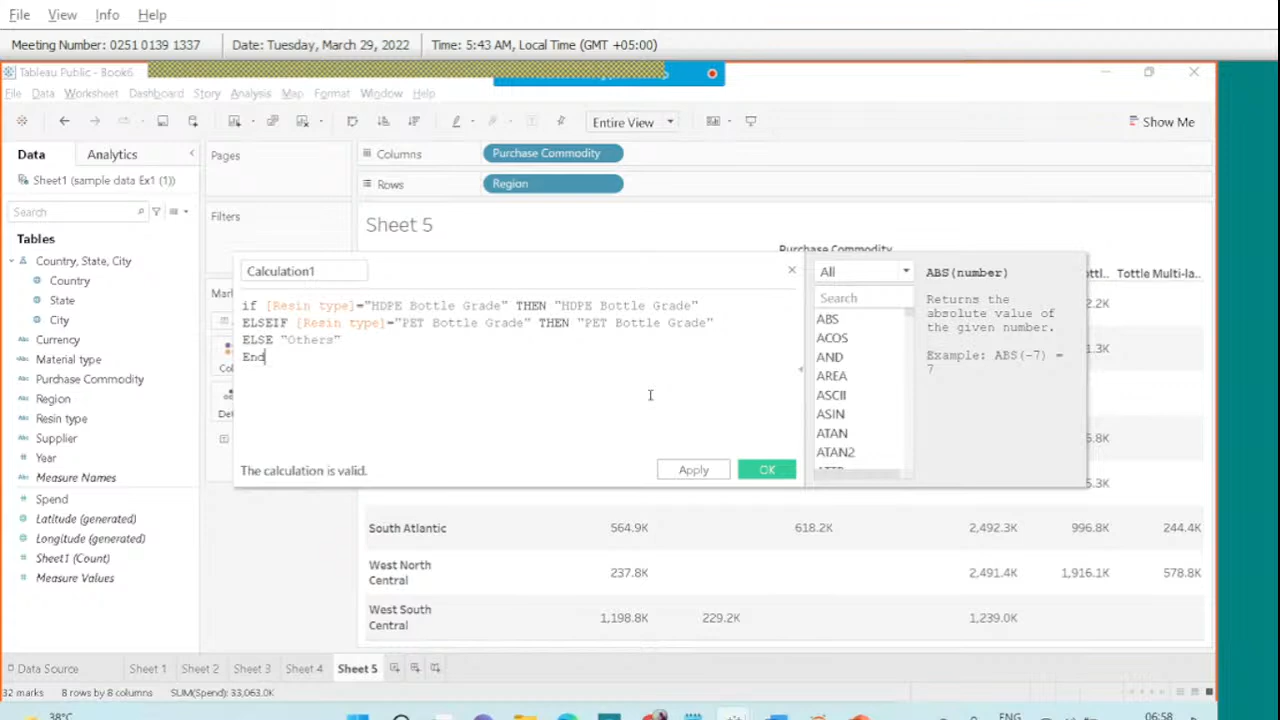 File View Info Help
Meeting Number: 0251 0139 1337 Date: Tuesday, March 29, 2022 Time: 5:43 AM, Local Time (GMT +05:00)
Tableau Public - Book6
File Data Worksheet Dashboard Story Analysis Map Format Window Help
Entire View Show Me
Data Analytics
Pages
Columns Purchase Commodity
Sheet1 (sample data Ex1 (1))
Rows Region
Search
Filters
Sheet 5
Tables
Purchase Commodity
Country, State, City
Country
State
City
Currency
Material type
Purchase Commodity
Region
Resin type
Supplier
Year
Measure Names
Spend
Latitude (generated)
Longitude (generated)
Sheet1 (Count)
Measure Values
Calculation1
if [Resin type]="HDPE Bottle Grade" THEN "HDPE Bottle Grade"
ELSEIF [Resin type]="PET Bottle Grade" THEN "PET Bottle Grade"
ELSE "Others"
End
The calculation is valid.
Apply OK
All
Search
ABS
ACOS
AND
AREA
ASCII
ASIN
ATAN
ATAN2
ABS(number)
Returns the
absolute value of
the given number.
Example: ABS(-7) =
7
Tottle Multi-la..
South Atlantic 564.9K 618.2K 2,492.3K 996.8K 244.4K
West North
Central 237.8K 2,491.4K 1,916.1K 578.8K
West South
Central 1,198.8K 229.2K 1,239.0K
Data Source Sheet 1 Sheet 2 Sheet 3 Sheet 4 Sheet 5
32 marks 8 rows by 8 columns SUM(Spend): 33,063.0K
38°C ENG 06:58